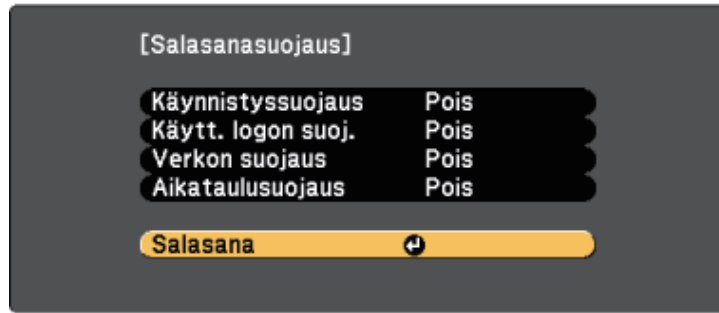 [Salasanasuojaus]
Käynnistyssuojaus Pois
Käytt. logon suoj. Pois
Verkon suojaus Pois
Aikataulusuojaus Pois
Salasana